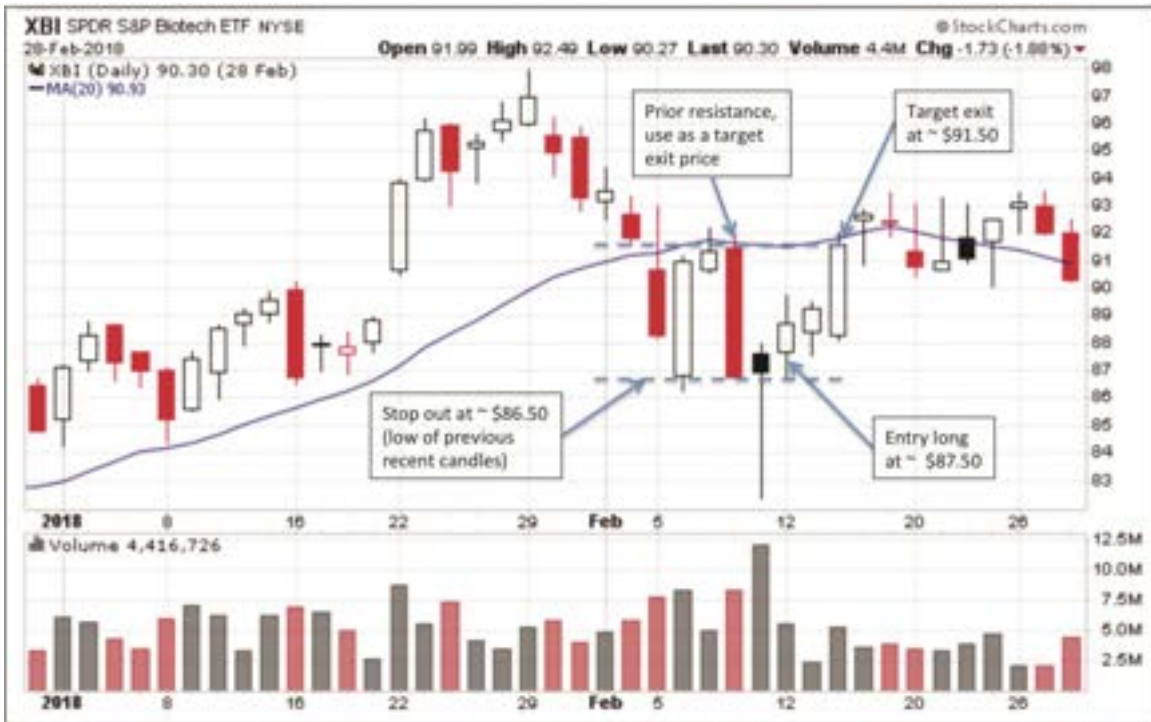 XBI SPDR S&P Biotech ETF NYSE
© StockCharts.com
28-Feb-2018
Open 91.99 High 92.49 Low 90.27 Last 90.30 Volume 4.4M Chg -1.73 (-1.88%)
XBI (Daily) 90.30 (28 Feb)
MA(20) 90.93
Prior resistance,
use as a target
exit price
Target exit
at ~ $91.50
Stop out at ~ $86.50
(low of previous
recent candles)
Entry long
at ~ $87.50
98
97
96
95
94
93
92
91
90
89
88
87
86
85
84
83
2018 8 16 22 29 Feb 5 12 20 26
Volume 4,416,726
12.5M
10.0M
7.5M
5.0M
2.5M
2018 8 16 22 29 Feb 5 12 20 26